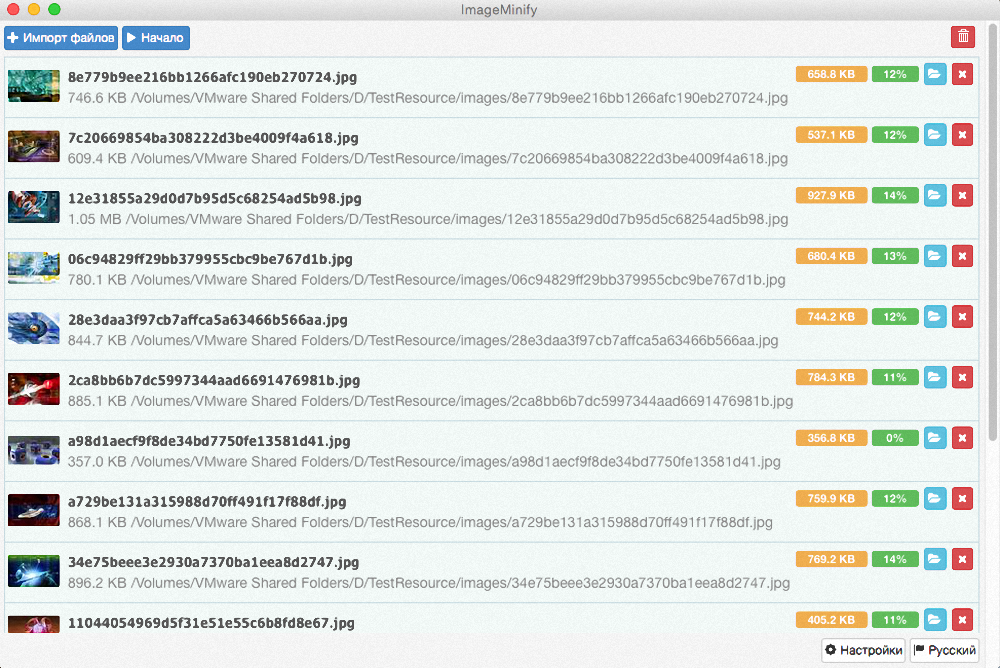 ImageMinify
Импорт файлов Начало
8e779b9ee216bb1266afc190eb270724.jpg 658.8 KB 12%
746.6 KB /Volumes/VMware Shared Folders/D/TestResource/images/8e779b9ee216bb1266afc190eb270724.jpg
7c20669854ba308222d3be4009f4a618.jpg 537.1 KB 12%
609.4 KB /Volumes/VMware Shared Folders/D/TestResource/images/7c20669854ba308222d3be4009f4a618.jpg
12e31855a29d0d7b95d5c68254ad5b98.jpg 927.9 KB 14%
1.05 MB /Volumes/VMware Shared Folders/D/TestResource/images/12e31855a29d0d7b95d5c68254ad5b98.jpg
06c94829ff29bb379955cbc9be767d1b.jpg 680.4 KB 13%
780.1 KB /Volumes/VMware Shared Folders/D/TestResource/images/06c94829ff29bb379955cbc9be767d1b.jpg
28e3daa3f97cb7affca5a63466b566aa.jpg 744.2 KB 12%
844.7 KB /Volumes/VMware Shared Folders/D/TestResource/images/28e3daa3f97cb7affca5a63466b566aa.jpg
2ca8bb6b7dc5997344aad6691476981b.jpg 784.3 KB 11%
885.1 KB /Volumes/VMware Shared Folders/D/TestResource/images/2ca8bb6b7dc5997344aad6691476981b.jpg
a98d1aecf9f8de34bd7750fe13581d41.jpg 356.8 KB 0%
357.0 KB /Volumes/VMware Shared Folders/D/TestResource/images/a98d1aecf9f8de34bd7750fe13581d41.jpg
a729be131a315988d70ff491f17f88df.jpg 759.9 KB 12%
868.1 KB /Volumes/VMware Shared Folders/D/TestResource/images/a729be131a315988d70ff491f17f88df.jpg
34e75beee3e2930a7370ba1eea8d2747.jpg 769.2 KB 14%
896.2 KB /Volumes/VMware Shared Folders/D/TestResource/images/34e75beee3e2930a7370ba1eea8d2747.jpg
11044054969d5f31e51e55c6b8fd8e67.jpg 405.2 KB 11%
Настройки Русский